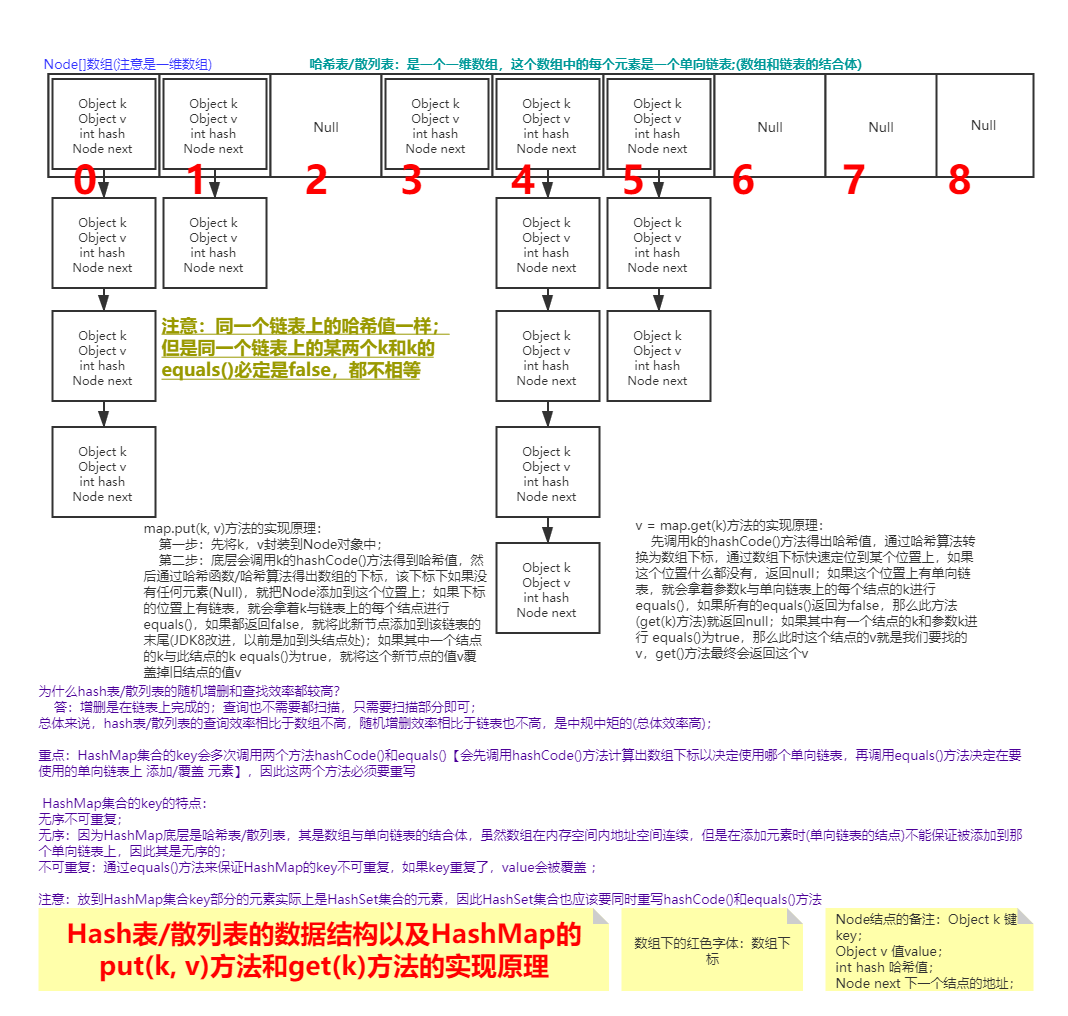 Node[]数组(注意是一维数组)
哈希表/散列表：是一个一维数组，这个数组中的每个元素是一个单向链表;(数组和链表的结合体)
Object k
Object v
int hash
Node next
Object k
Object v
int hash
Node next
Null
Object k
Object v
int hash
Node next
Object k
Object v
int hash
Node next
Object k
Object v
int hash
Node next
Null
Null
Null
0
1
2
3
4
5
6
7
8
Object k
Object v
int hash
Node next
Object k
Object v
int hash
Node next
Object k
Object v
int hash
Node next
Object k
Object v
int hash
Node next
Object k
Object v
int hash
Node next
注意：同一个链表上的哈希值一样；
但是同一个链表上的某两个k和k的
equals()必定是false，都不相等
Object k
Object v
int hash
Node next
Object k
Object v
int hash
Node next
Object k
Object v
int hash
Node next
Object k
Object v
int hash
Node next
Object k
Object v
int hash
Node next
map.put(k, v)方法的实现原理：
第一步：先将k，v封装到Node对象中；
第二步：底层会调用k的hashCode()方法得到哈希值，然
后通过哈希函数/哈希算法得出数组的下标，该下标下如果没
有任何元素(Null)，就把Node添加到这个位置上；如果下标
的位置上有链表，就会拿着k与链表上的每个结点进行
equals()，如果都返回false，就将此新节点添加到该链表的
末尾(JDK8改进，以前是加到头结点处)；如果其中一个结点
的k与此结点的k equals()为true，就将这个新节点的值v覆
盖掉旧结点的值v
v = map.get(k)方法的实现原理：
先调用k的hashCode()方法得出哈希值，通过哈希算法转
换为数组下标，通过数组下标快速定位到某个位置上，如果
这个位置什么都没有，返回null；如果这个位置上有单向链
表，就会拿着参数k与单向链表上的每个结点的k进行
equals()，如果所有的equals()返回为false，那么此方法
(get(k)方法)就返回null；如果其中有一个结点的k和参数k进
行 equals()为true，那么此时这个结点的v就是我们要找的
v，get()方法最终会返回这个v
为什么hash表/散列表的随机增删和查找效率都较高？
答：增删是在链表上完成的；查询也不需要都扫描，只需要扫描部分即可；
总体来说，hash表/散列表的查询效率相比于数组不高，随机增删效率相比于链表也不高，是中规中矩的(总体效率高)；
重点：HashMap集合的key会多次调用两个方法hashCode()和equals()【会先调用hashCode()方法计算出数组下标以决定使用哪个单向链表，再调用equals()方法决定在要
使用的单向链表上 添加/覆盖 元素】，因此这两个方法必须要重写
HashMap集合的key的特点：
无序不可重复；
无序：因为HashMap底层是哈希表/散列表，其是数组与单向链表的结合体，虽然数组在内存空间内地址空间连续，但是在添加元素时(单向链表的结点)不能保证被添加到那
个单向链表上，因此其是无序的；
不可重复：通过equals()方法来保证HashMap的key不可重复，如果key重复了，value会被覆盖 ；
注意：放到HashMap集合key部分的元素实际上是HashSet集合的元素，因此HashSet集合也应该要同时重写hashCode()和equals()方法
Hash表/散列表的数据结构以及HashMap的
put(k, v)方法和get(k)方法的实现原理
数组下的红色字体：数组下
标
Node结点的备注：Object k 键
key；
Object v 值value；
int hash 哈希值；
Node next 下一个结点的地址；